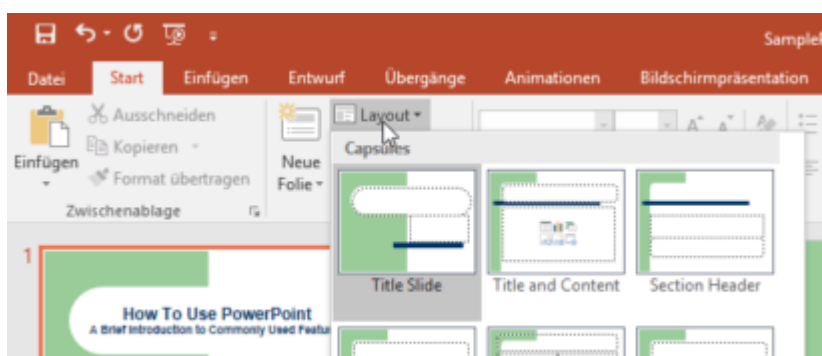 Sample
Datei Start Einfügen Entwurf Übergänge Animationen Bildschirmpräsentation
Ausschneiden
Kopieren
Format übertragen
Einfügen
Zwischenablage
Neue
Folie
Layout
Capsules
Title Slide Title and Content Section Header
1
How To Use PowerPoint
A Brief Introduction to Commonly Used